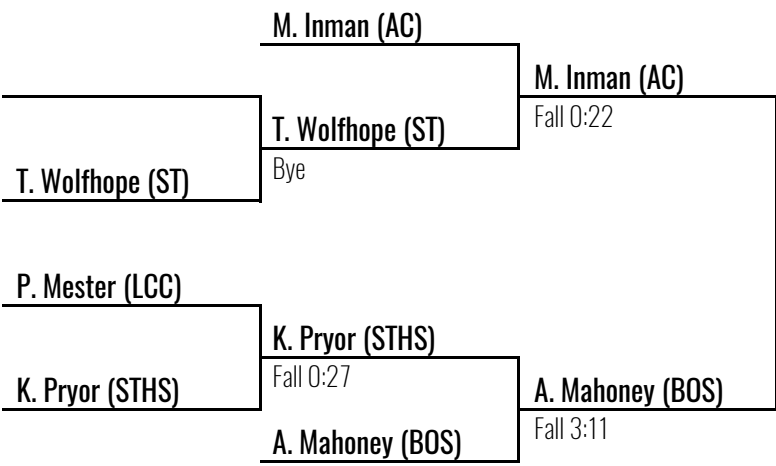 M. Inman (AC)
M. Inman (AC)
Fall 0:22
T. Wolfhope (ST)
Bye
T. Wolfhope (ST)
P. Mester (LCC)
K. Pryor (STHS)
Fall 0:27
K. Pryor (STHS)
A. Mahoney (BOS)
Fall 3:11
A. Mahoney (BOS)